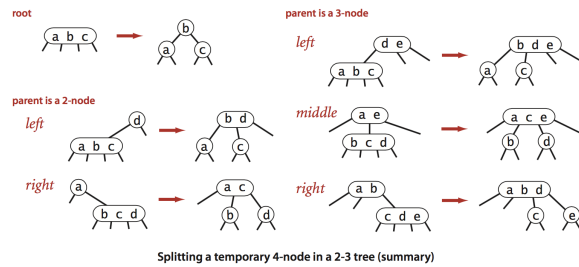 root
a b c
b
a c
parent is a 2-node
left
d
a b c
b d
a c
right
a
b c d
a c
b d
parent is a 3-node
left
d e
a b c
b d e
a c
middle
a e
b c d
a c e
b d
right
a b
c d e
a b d
c e
Splitting a temporary 4-node in a 2-3 tree (summary)